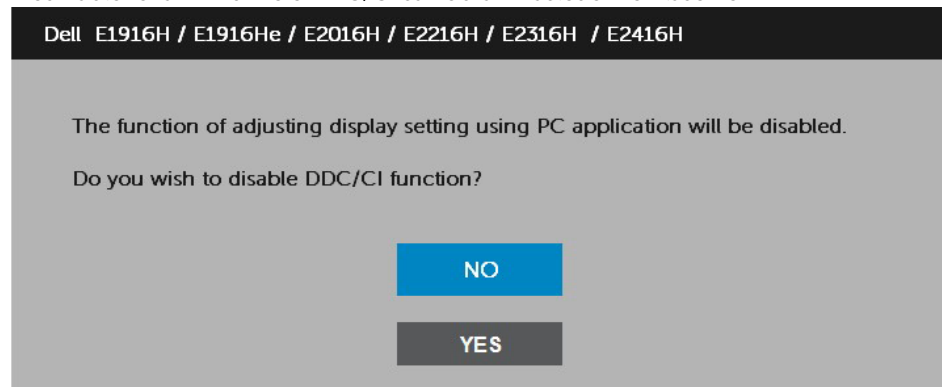 Dell E1916H / E1916He / E2016H / E2216H / E2316H / E2416H
The function of adjusting display setting using PC application will be disabled.
Do you wish to disable DDC/CI function?
NO
YES